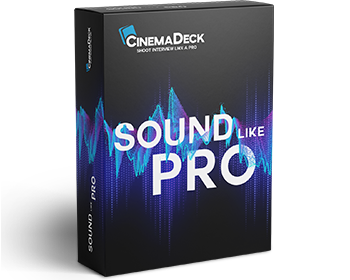 CINEMADECK
SHOOT INTERVIEW LIKE A PRO
SOUND LIKE
PRO
CINEMADECK
SOUND LIKE PRO